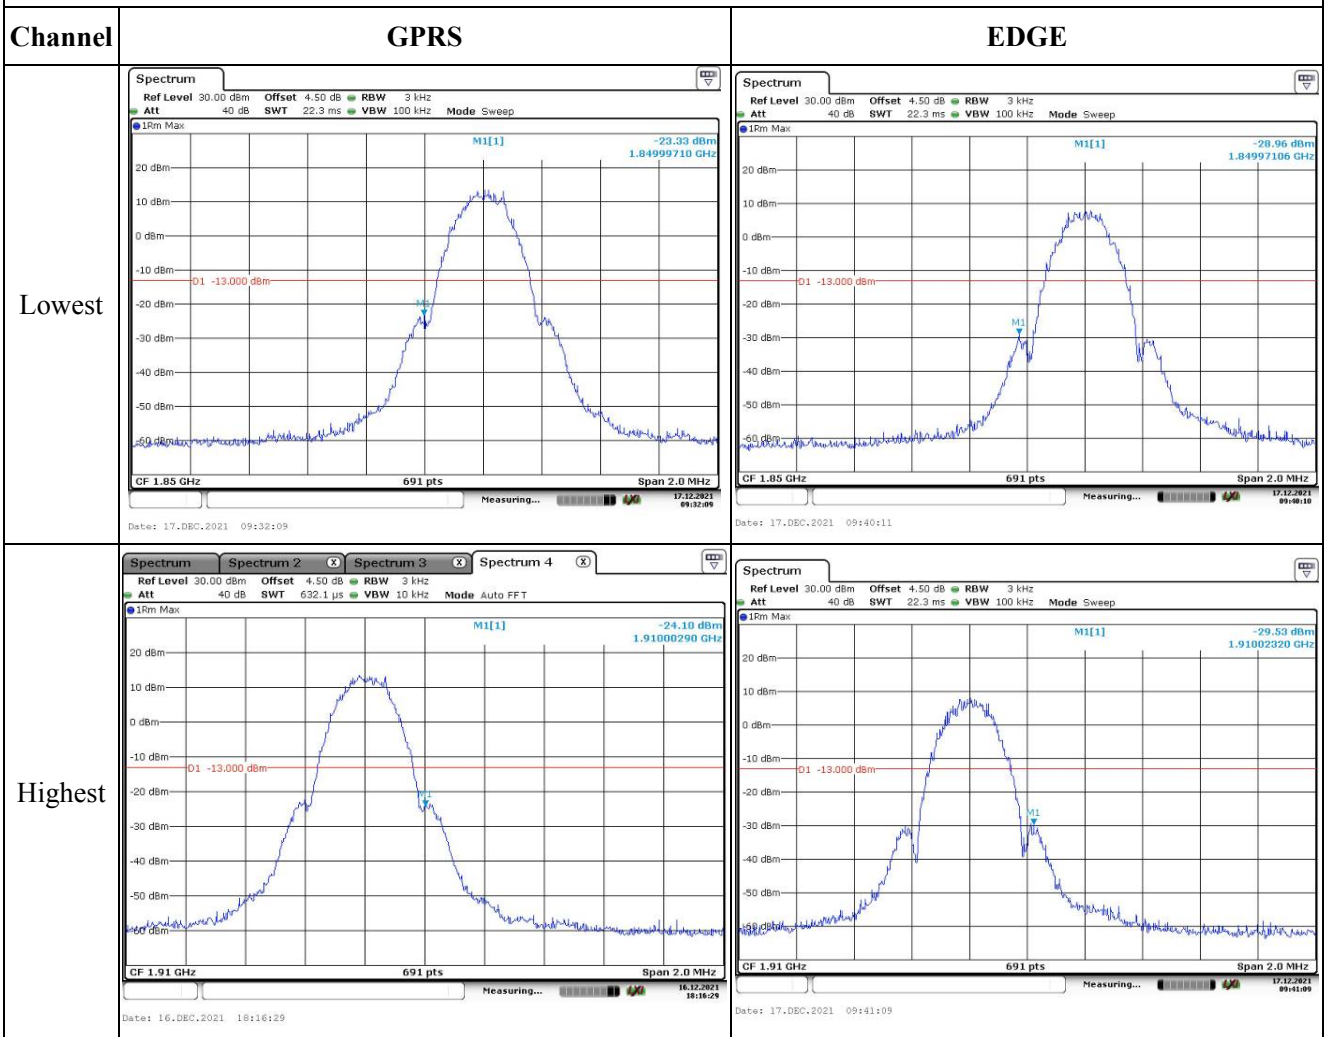 Channel GPRS EDGE
Lowest
Spectrum
Ref Level 30.00 dBm Offset 4.50 dB RBW 3 kHz
Att 40 dB SWT 22.3 ms VBW 100 kHz Mode Sweep
1Rm Max
M1[1] -23.33 dBm
1.84999710 GHz
20 dBm
10 dBm
0 dBm
-10 dBm
D1 -13.000 dBm
-20 dBm
M1
-30 dBm
-40 dBm
-50 dBm
-60 dBm
CF 1.85 GHz 691 pts Span 2.0 MHz
Measuring... 17.12.2021
09:32:09
Date: 17.DEC.2021 09:32:09
Spectrum
Ref Level 30.00 dBm Offset 4.50 dB RBW 3 kHz
Att 40 dB SWT 22.3 ms VBW 100 kHz Mode Sweep
1Rm Max
M1[1] -28.96 dBm
1.84997106 GHz
20 dBm
10 dBm
0 dBm
-10 dBm
D1 -13.000 dBm
-20 dBm
M1
-30 dBm
-40 dBm
-50 dBm
-60 dBm
CF 1.85 GHz 691 pts Span 2.0 MHz
Measuring... 17.12.2021
09:40:10
Date: 17.DEC.2021 09:40:11
Highest
Spectrum Spectrum 2 X Spectrum 3 X Spectrum 4 X
Ref Level 30.00 dBm Offset 4.50 dB RBW 3 kHz
Att 40 dB SWT 632.1 µs VBW 10 kHz Mode Auto FFT
1Rm Max
M1[1] -24.10 dBm
1.91000290 GHz
20 dBm
10 dBm
0 dBm
-10 dBm
D1 -13.000 dBm
-20 dBm
M1
-30 dBm
-40 dBm
-50 dBm
-60 dBm
CF 1.91 GHz 691 pts Span 2.0 MHz
Measuring... 16.12.2021
18:16:29
Date: 16.DEC.2021 18:16:29
Spectrum
Ref Level 30.00 dBm Offset 4.50 dB RBW 3 kHz
Att 40 dB SWT 22.3 ms VBW 100 kHz Mode Sweep
1Rm Max
M1[1] -29.53 dBm
1.91002320 GHz
20 dBm
10 dBm
0 dBm
-10 dBm
D1 -13.000 dBm
-20 dBm
M1
-30 dBm
-40 dBm
-50 dBm
-60 dBm
CF 1.91 GHz 691 pts Span 2.0 MHz
Measuring... 17.12.2021
09:41:09
Date: 17.DEC.2021 09:41:09